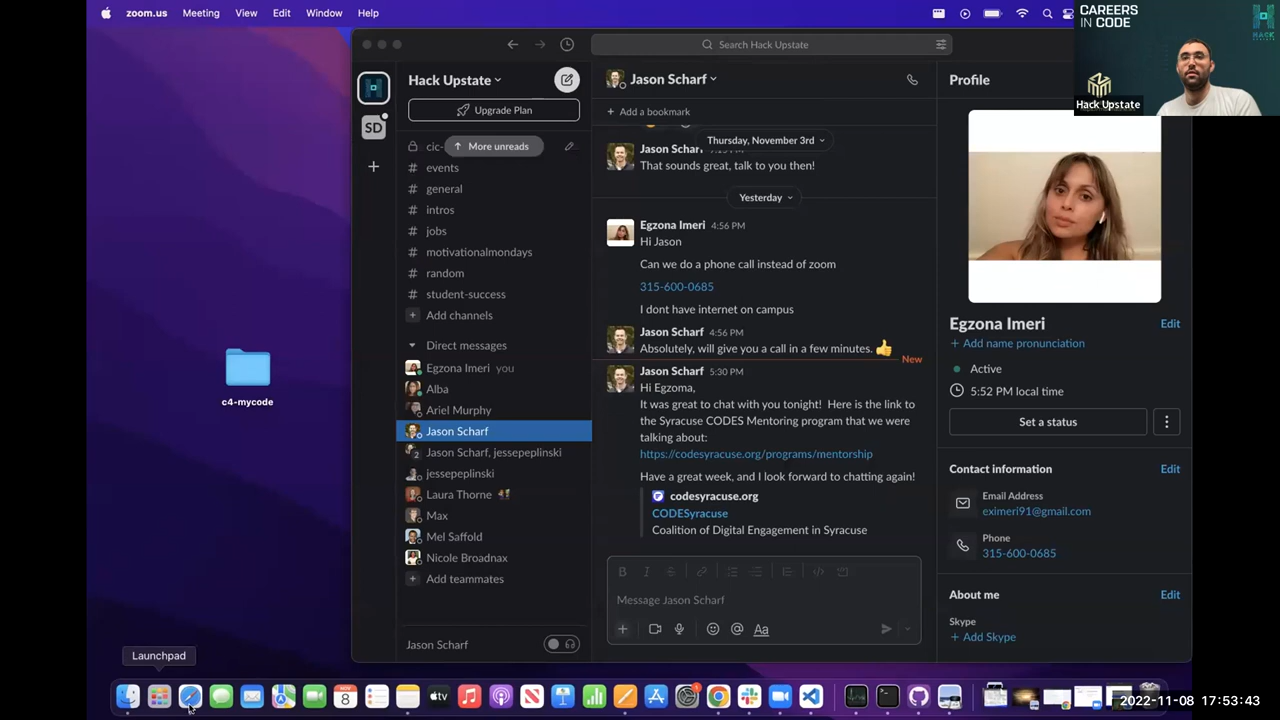 zoom.us Meeting View Edit Window Help
CAREERS
IN CODE
HACK
Hack Upstate
Search Hack Upstate
Hack Upstate
Upgrade Plan
SD
cic-
More unreads
# events
# general
# intros
# jobs
# motivationalmondays
# random
# student-success
+ Add channels
Direct messages
Egzona Imeri you
Alba
Ariel Murphy
Jason Scharf
2 Jason Scharf, jessepeplinski
jessepeplinski
Laura Thorne
Max
Mel Saffold
Nicole Broadnax
+ Add teammates
Jason Scharf
Jason Scharf
+ Add a bookmark
Thursday, November 3rd
Jason Schar
That sounds great, talk to you then!
Yesterday
Egzona Imeri 4:56 PM
Hi Jason
Can we do a phone call instead of zoom
315-600-0685
I dont have internet on campus
Jason Scharf 4:56 PM
Absolutely, will give you a call in a few minutes.
New
Jason Scharf 5:30 PM
Hi Egzoma,
It was great to chat with you tonight! Here is the link to
the Syracuse CODES Mentoring program that we were
talking about:
https://codesyracuse.org/programs/mentorship
Have a great week, and I look forward to chatting again!
codesyracuse.org
CODESyracuse
Coalition of Digital Engagement in Syracuse
B I S
Message Jason Scharf
+ @ Aa
Profile
Egzona Imeri
Edit
+ Add name pronunciation
Active
5:52 PM local time
Set a status
Contact information
Edit
Email Address
eximeri91@gmail.com
Phone
315-600-0685
About me
Edit
Skype
+ Add Skype
c4-mycode
Launchpad
NOV
8
tv
2022-11-08 17:53:43